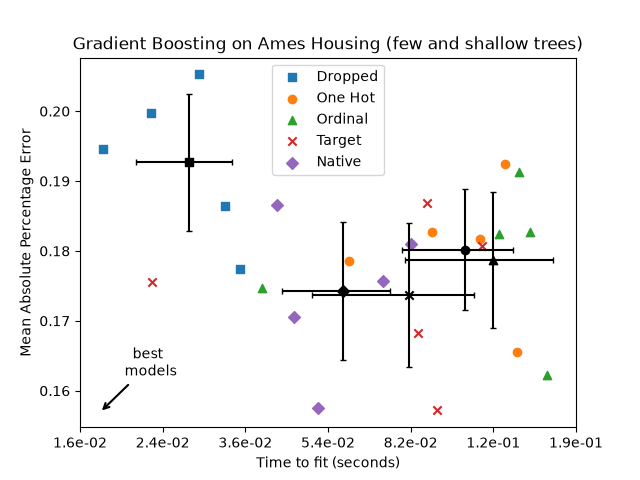 Gradient Boosting on Ames Housing (few and shallow trees)
Mean Absolute Percentage Error
0.20
0.19
0.18
0.17
0.16
Dropped
One Hot
Ordinal
Target
Native
best
models
1.6e-02 2.4e-02 3.6e-02 5.4e-02 8.2e-02 1.2e-01 1.9e-01
Time to fit (seconds)